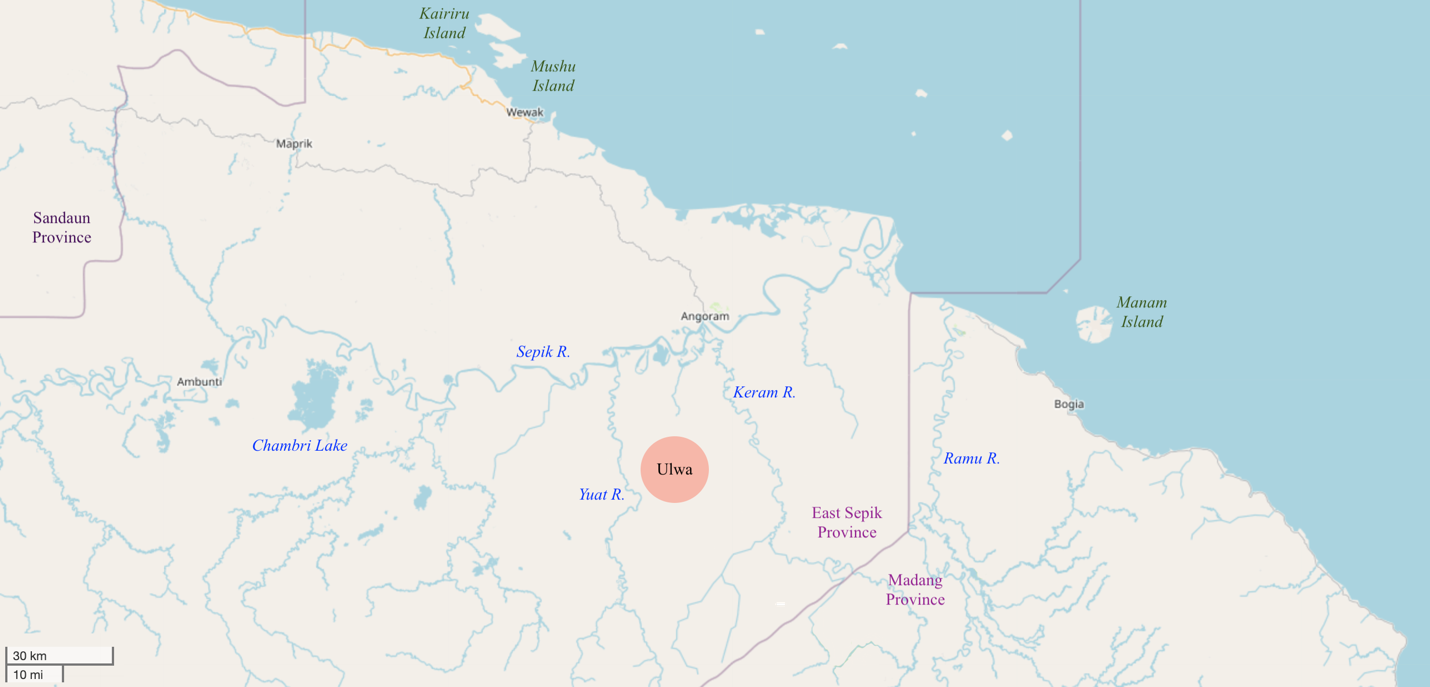 Kairiru
Island
Mushu
Island
Wewak
Maprik
Sandaun
Province
Manam
Island
Angoram
Sepik R.
Ambunti
Keram R.
Bogia
Chambri Lake
Ramu R.
Ulwa
Yuat R.
East Sepik
Province
Madang
Province
30 km
10 mi